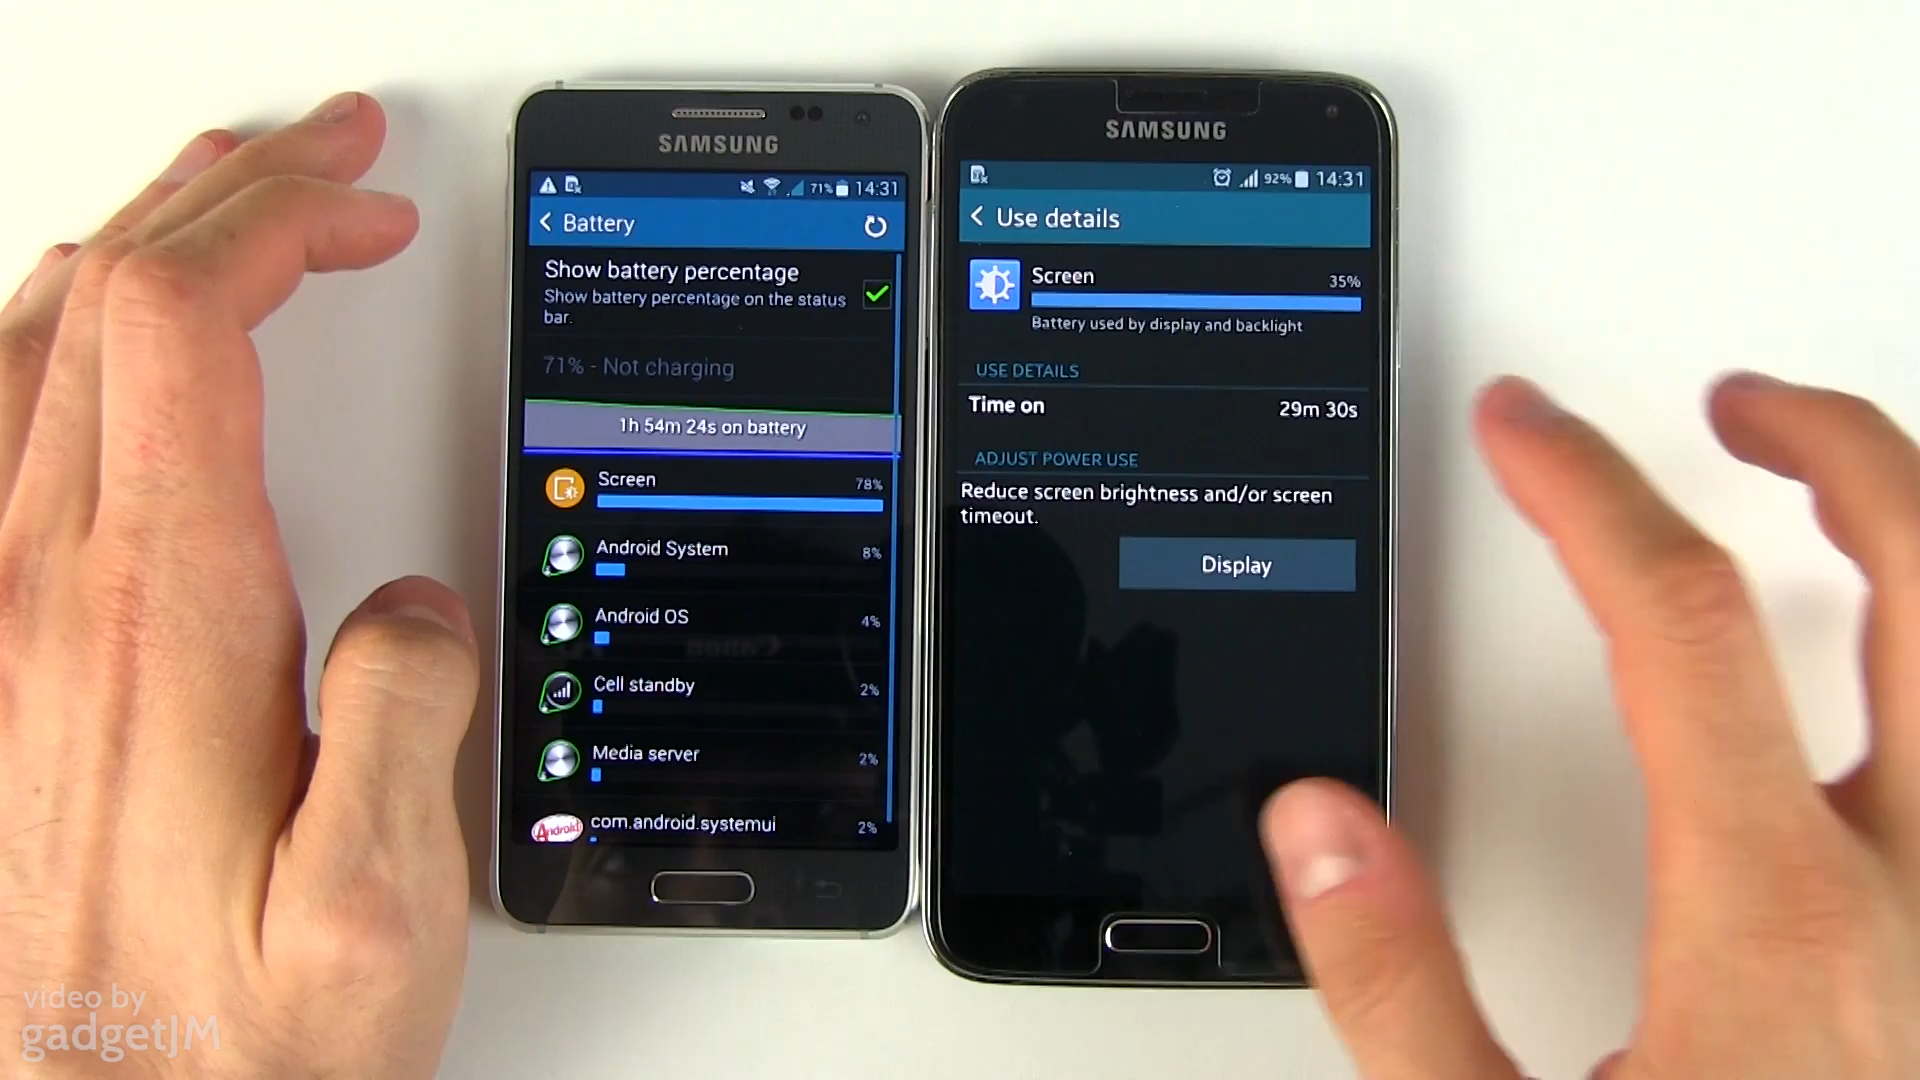 SAMSUNG
71% 14:31
Battery
Show battery percentage
Show battery percentage on the status
bar.
71% - Not charging
1h 54m 24s on battery
Screen 78%
Android System 8%
Android OS 4%
Cell standby 2%
Media server 2%
Android com.android.systemui 2%
SAMSUNG
92% 14:31
Use details
Screen 35%
Battery used by display and backlight
USE DETAILS
Time on 29m 30s
ADJUST POWER USE
Reduce screen brightness and/or screen
timeout.
Display
Canon
video by
gadgetJM